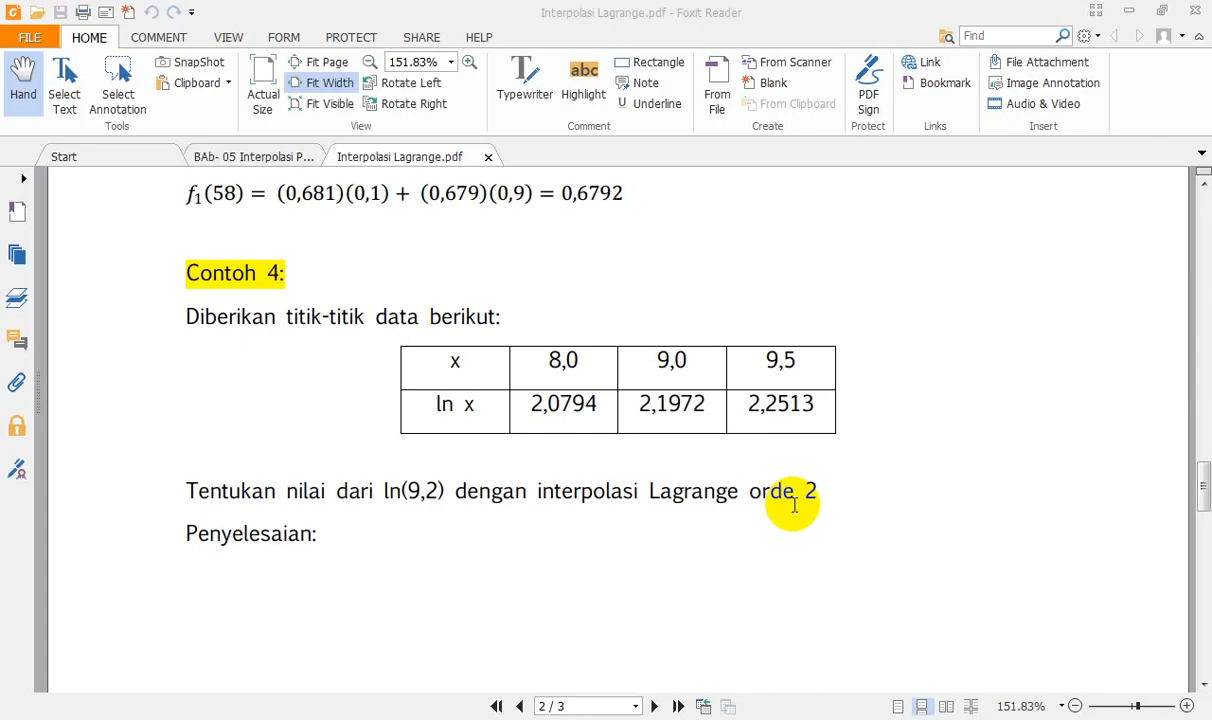 Interpolasi Lagrange.pdf - Foxit Reader
FILE HOME COMMENT VIEW FORM PROTECT SHARE HELP
Find
Hand
Select Text
Select Annotation
SnapShot
Clipboard
Tools
Actual Size
Fit Page
Fit Width
Fit Visible
151.83%
Rotate Left
Rotate Right
View
Typewriter
abc
Highlight
Rectangle
Note
Underline
Comment
From File
From Scanner
Blank
From Clipboard
Create
PDF Sign
Protect
Link
Bookmark
Links
File Attachment
Image Annotation
Audio & Video
Insert
Start
BAb- 05 Interpolasi P...
Interpolasi Lagrange.pdf
f₁(58) = (0,681)(0,1) + (0,679)(0,9) = 0,6792
Contoh 4:
Diberikan titik-titik data berikut:
x 8,0 9,0 9,5
ln x 2,0794 2,1972 2,2513
Tentukan nilai dari ln(9,2) dengan interpolasi Lagrange orde 2
Penyelesaian:
2 / 3
151.83%